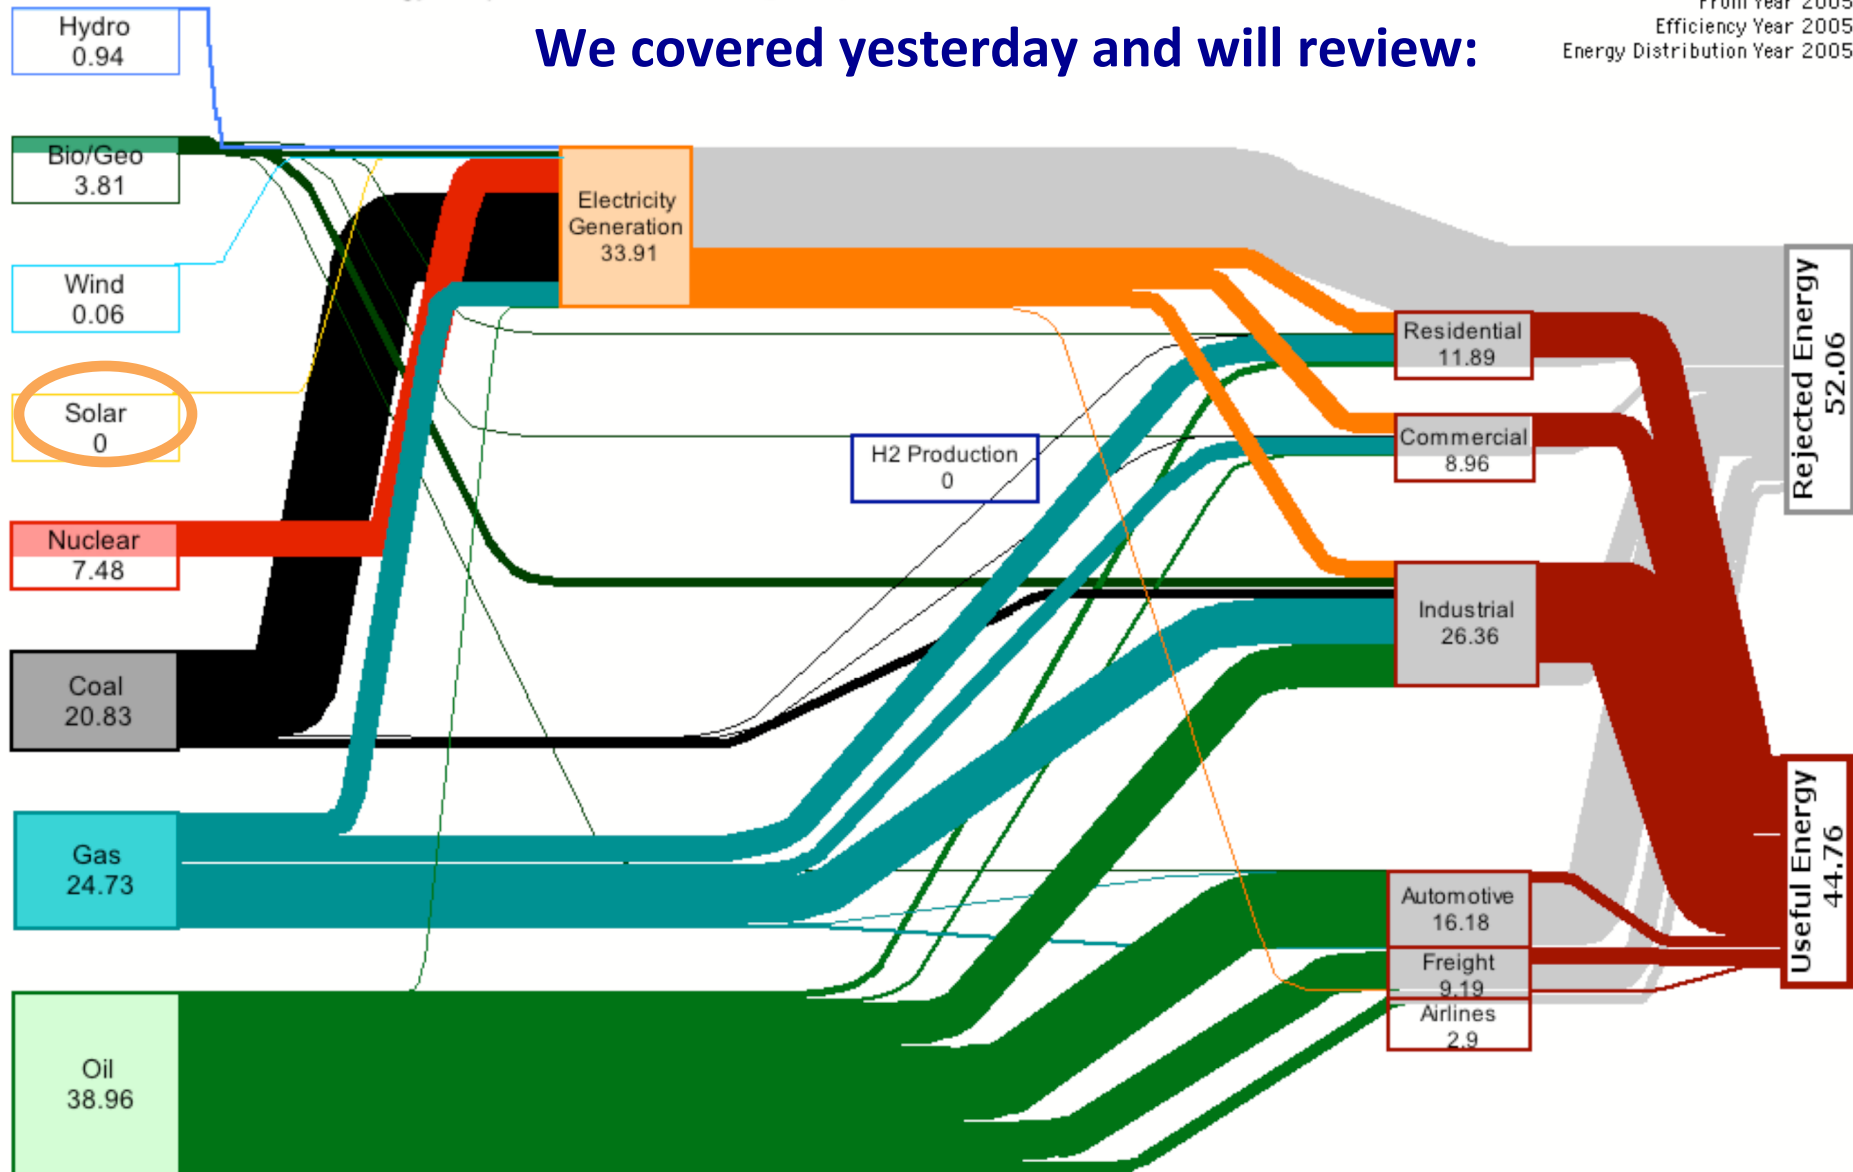 We covered yesterday and will review:
From Year 2005
Efficiency Year 2005
Energy Distribution Year 2005
Hydro
0.94
Bio/Geo
3.81
Wind
0.06
Solar
0
Nuclear
7.48
Coal
20.83
Gas
24.73
Oil
38.96
Electricity
Generation
33.91
H2 Production
0
Residential
11.89
Commercial
8.96
Industrial
26.36
Automotive
16.18
Freight
9.19
Airlines
2.9
Rejected Energy
52.06
Useful Energy
44.76